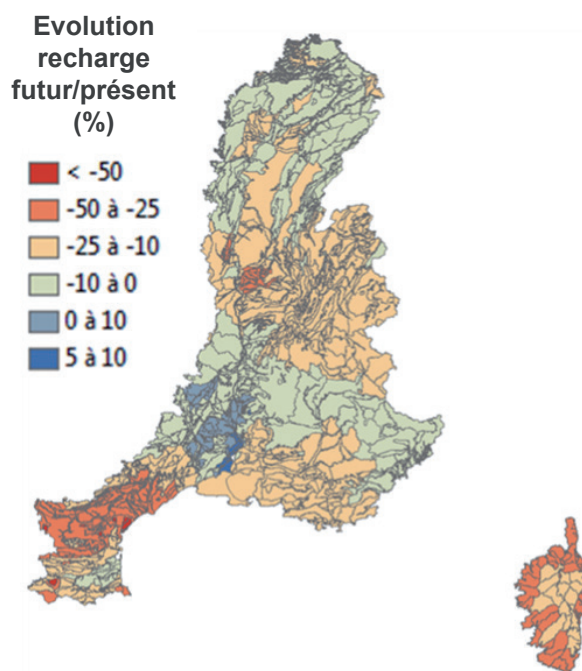 Evolution
recharge
futur/présent
(%)
< -50
-50 à -25
-25 à -10
-10 à 0
0 à 10
5 à 10